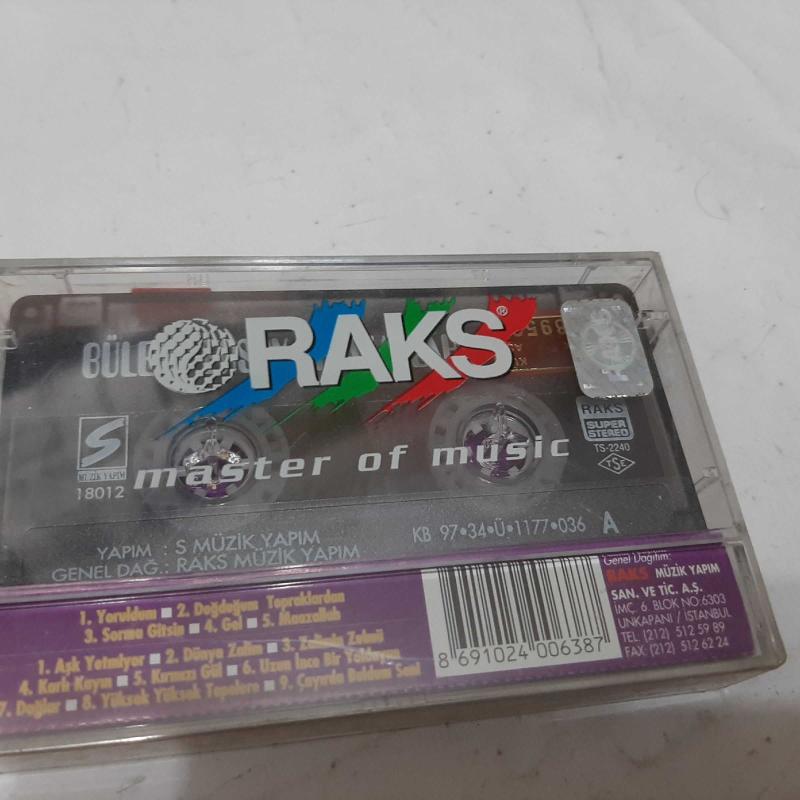 BÜLE
RAKS®
master of music
S
MÜZİK YAPIM
18012
RAKS
SUPER
STEREO
TS-2240
TSE
YAPIM : S MÜZİK YAPIM
KB 97•34•Ü•1177•036 A
GENEL DAĞ.: RAKS MÜZİK YAPIM
1. Yoruldum ■ 2. Doğduğum Topraklardan
3. Sorma Gitsin ■ 4. Gel ■ 5. Maazallah
1. Aşk Yetmiyor ■ 2. Dünya Zalim ■ 3. Zalimdir Zulmü
4. Karlı Kayın ■ 5. Kırmızı Gül ■ 6. Uzun İnce Bir Yoldayım
7. Dağlar ■ 8. Yüksek Yüksek Tepelere ■ 9. Çayırda Buldum Seni
8 691024 006387
Genel Dağıtım:
RAKS MÜZİK YAPIM
SAN. VE TİC. A.Ş.
İMÇ. 6. BLOK NO:6303
UNKAPANI / İSTANBUL
TEL: (212) 512 59 89
FAX: (212) 512 62 24